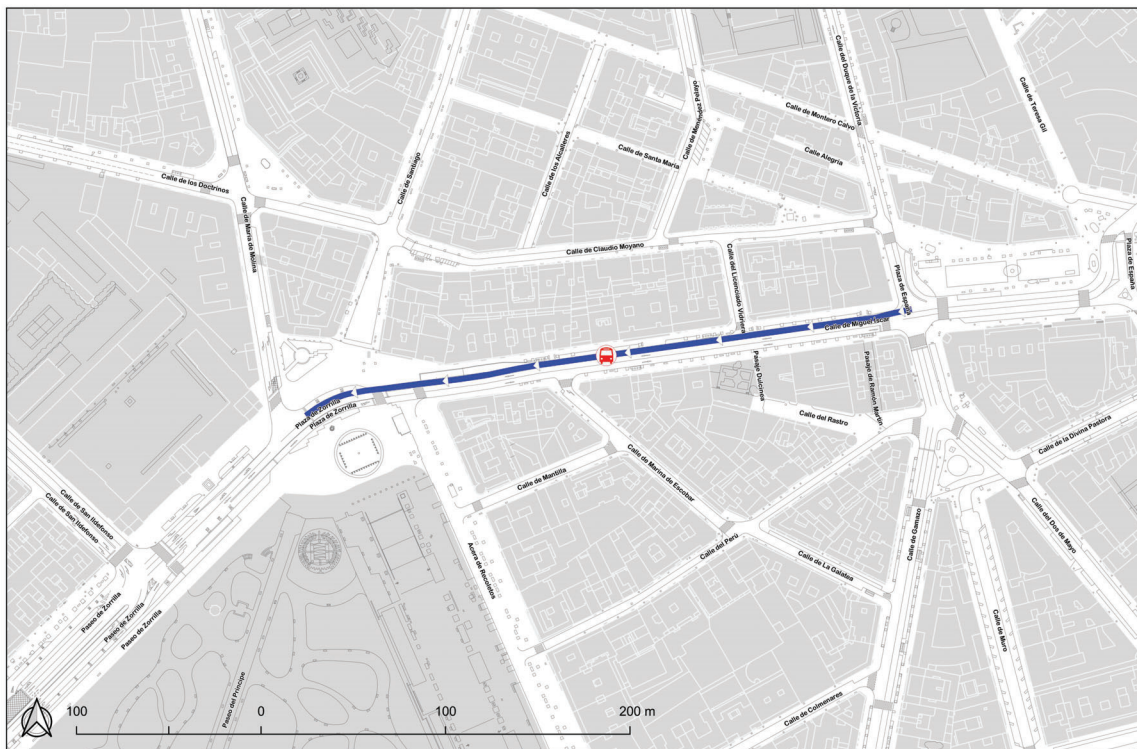 Calle de Teresa Gil
Calle del Duque de la Victoria
Calle de Montero Calvo
Calle de Menéndez Pelayo
Calle Alegría
Calle de Santa María
Calle de los Alcalleres
Calle de Santiago
Calle de los Doctrinos
Calle de María de Molina
Calle de Claudio Moyano
Calle del Licenciado Vidriera
Plaza de España
Plaza de España
Calle de Miguel Íscar
Plaza de Zorrilla
Plaza de Zorrilla
Pasaje Dulcinea
Pasaje de Ramón Martín
Calle del Rastro
Calle de la Divina Pastora
Calle de Mantilla
Calle de Marina de Escobar
Calle de San Ildefonso
Calle de San Ildefonso
Calle del Dos de Mayo
Calle de Gamazo
Calle del Perú
Calle de La Galatea
Acera de Recoletos
Paseo de Zorrilla
Paseo de Zorrilla
Paseo de Zorrilla
Calle de Muro
Paseo del Príncipe
Calle de Colmenares
100 0 100 200 m